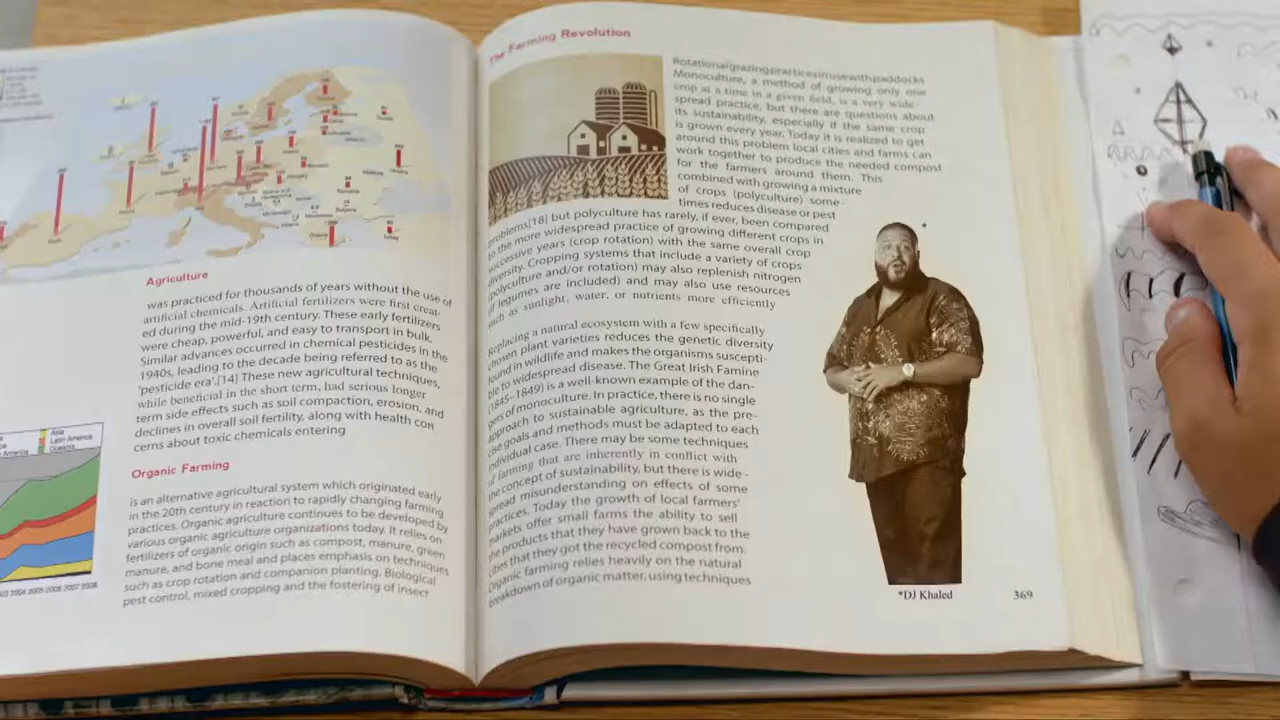 Agriculture
was practiced for thousands of years without the use of
artificial chemicals. Artificial fertilizers were first creat-
ed during the mid-19th century. These early fertilizers
were cheap, powerful, and easy to transport in bulk.
Similar advances occurred in chemical pesticides in the
1940s, leading to the decade being referred to as the
'pesticide era'.[14] These new agricultural techniques,
while beneficial in the short term, had serious longer
term side effects such as soil compaction, erosion, and
declines in overall soil fertility, along with health con
cerns about toxic chemicals entering
Asia
Latin America
Oceania
03 2004 2005 2006 2007 2008
Organic Farming
is an alternative agricultural system which originated early
in the 20th century in reaction to rapidly changing farming
practices. Organic agriculture continues to be developed by
various organic agriculture organizations today. It relies on
fertilizers of organic origin such as compost, manure, green
manure, and bone meal and places emphasis on techniques
such as crop rotation and companion planting. Biological
pest control, mixed cropping and the fostering of insect
The Farming Revolution
Rotational grazing practices in use with paddocks
Monoculture, a method of growing only one
crop at a time in a given field, is a very wide-
spread practice, but there are questions about
its sustainability, especially if the same crop
is grown every year. Today it is realized to get
around this problem local cities and farms can
work together to produce the needed compost
for the farmers around them. This
combined with growing a mixture
of crops (polyculture) some-
times reduces disease or pest
problems[18] but polyculture has rarely, if ever, been compared
to the more widespread practice of growing different crops in
successive years (crop rotation) with the same overall crop
diversity. Cropping systems that include a variety of crops
(polyculture and/or rotation) may also replenish nitrogen
(if legumes are included) and may also use resources
such as sunlight, water, or nutrients more efficiently
Replacing a natural ecosystem with a few specifically
chosen plant varieties reduces the genetic diversity
found in wildlife and makes the organisms suscepti-
ble to widespread disease. The Great Irish Famine
(1845–1849) is a well-known example of the dan-
gers of monoculture. In practice, there is no single
approach to sustainable agriculture, as the pre-
cise goals and methods must be adapted to each
individual case. There may be some techniques
of farming that are inherently in conflict with
the concept of sustainability, but there is wide-
spread misunderstanding on effects of some
practices. Today the growth of local farmers'
markets offer small farms the ability to sell
the products that they have grown back to the
cities that they got the recycled compost from.
Organic farming relies heavily on the natural
breakdown of organic matter, using techniques
*
*DJ Khaled
369